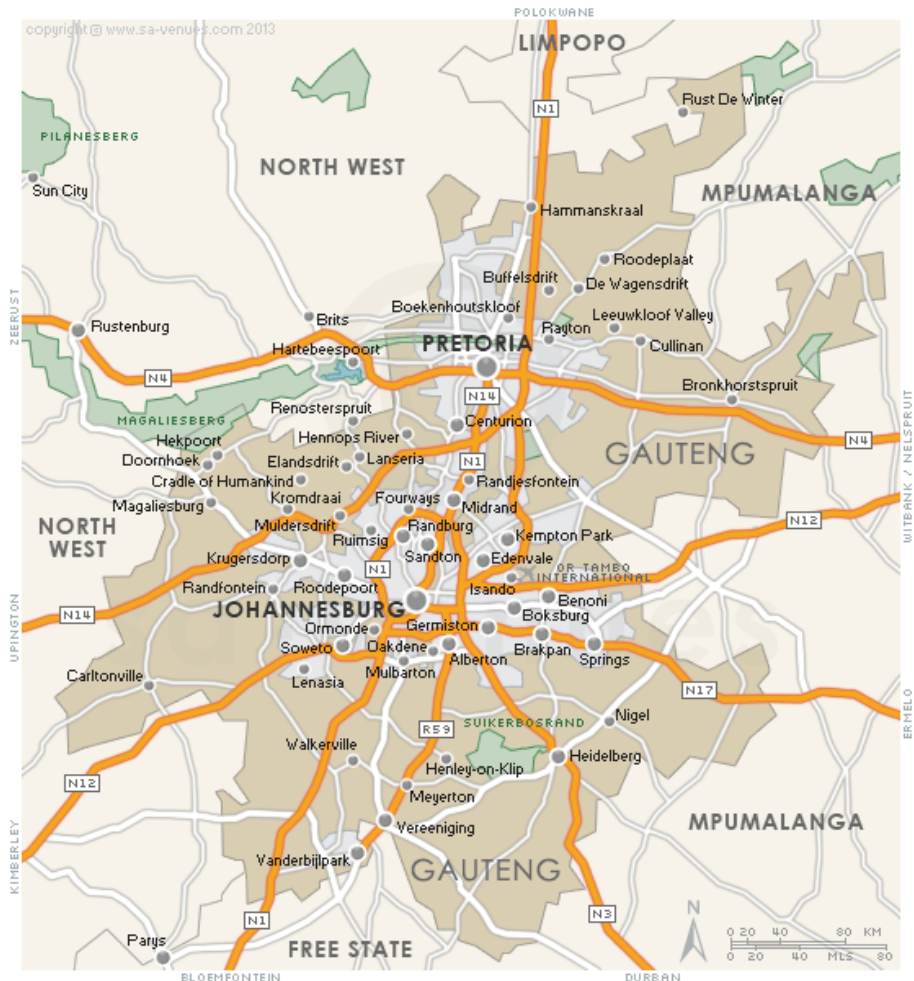 POLOKWANE
copyright @ www.sa-venues.com 2013
LIMPOPO
Rust De Winter
N1
PILANESBERG
NORTH WEST
Sun City
MPUMALANGA
Hammanskraal
Roodeplaat
Buffelsdrift
De Wagensdrift
ZEERUST
Boekenhoutskloof
Leeuwkloof Valley
Brits
Rustenburg
Rayton
PRETORIA
Cullinan
Hartebeespoort
N4
Bronkhorstspruit
N14
Renosterspruit
MAGALIESBERG
Centurion
Hekpoort
Hennops River
N4
WITBANK / NELSPRUIT
GAUTENG
Doornhoek
Elandsdrift
Lanseria
N1
Cradle of Humankind
Randjesfontein
Kromdraai
Fourways
Magaliesburg
Midrand
N12
NORTH
WEST
Muldersdrift
Randburg
Ruimsig
Kempton Park
Sandton
Krugersdorp
Edenvale
N1
OR TAMBO
INTERNATIONAL
Randfontein
Roodepoort
Isando
Benoni
JOHANNESBURG
Boksburg
N14
UPINGTON
Ormonde
Germiston
Soweto
Oakdene
Brakpan
Alberton
Springs
Mulbarton
Carltonville
Lenasia
N17
ERMELO
Nigel
SUIKERBOSRAND
R59
Walkerville
Heidelberg
Henley-on-Klip
N12
Meyerton
MPUMALANGA
Vereeniging
KIMBERLEY
Vanderbijlpark
GAUTENG
N
N1
N3
Parys
FREE STATE
0 20 40 80 KM
0 20 40 MLS 80
BLOEMFONTEIN
DURBAN